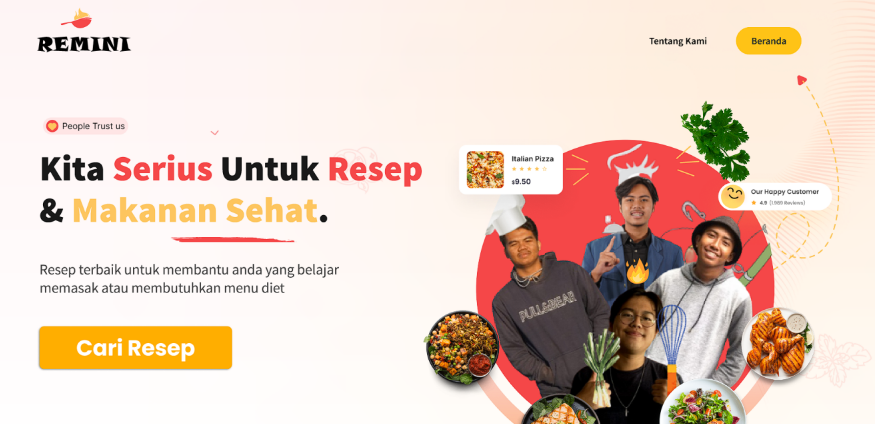 REMINI
Tentang Kami
Beranda
People Trust us
Kita Serius Untuk Resep
& Makanan Sehat.
Resep terbaik untuk membantu anda yang belajar
memasak atau membutuhkan menu diet
Cari Resep
Italian Pizza
$9.50
Our Happy Customer
4.9 (1988 Reviews)
PULL&BEAR